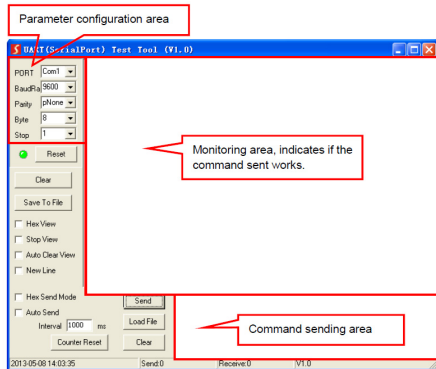 Parameter configuration area
UART(SerialPort) Test Tool (V1.0)
PORT Com1
BaudRa 9600
Parity pNone
Byte 8
Stop 1
Reset
Monitoring area, indicates if the
command sent works.
Clear
Save To File
Hex View
Stop View
Auto Clear View
New Line
Hex Send Mode
Send
Auto Send
Interval 1000 ms
Load File
Command sending area
Counter Reset
Clear
2013-05-08 14:03:35 Send:0 Receive:0 V1.0